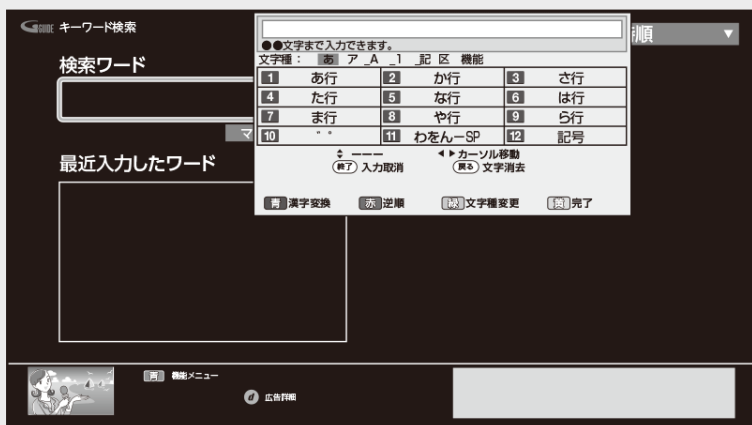 GGUIDE キーワード検索
検索ワード
マ
最近入力したワード
順 ▼
●●文字まで入力できます。
文字種： あ ア _A _1 _記 区 機能
1 あ行 2 か行 3 さ行
4 た行 5 な行 6 は行
7 ま行 8 や行 9 ら行
10 ゛゜ 11 わをんーSP 12 記号
ーーー ◀▶カーソル移動
終了 入力取消 戻る 文字消去
青 漢字変換 赤 逆順 緑 文字種変更 黄 完了
青 機能メニュー
d 広告詳細